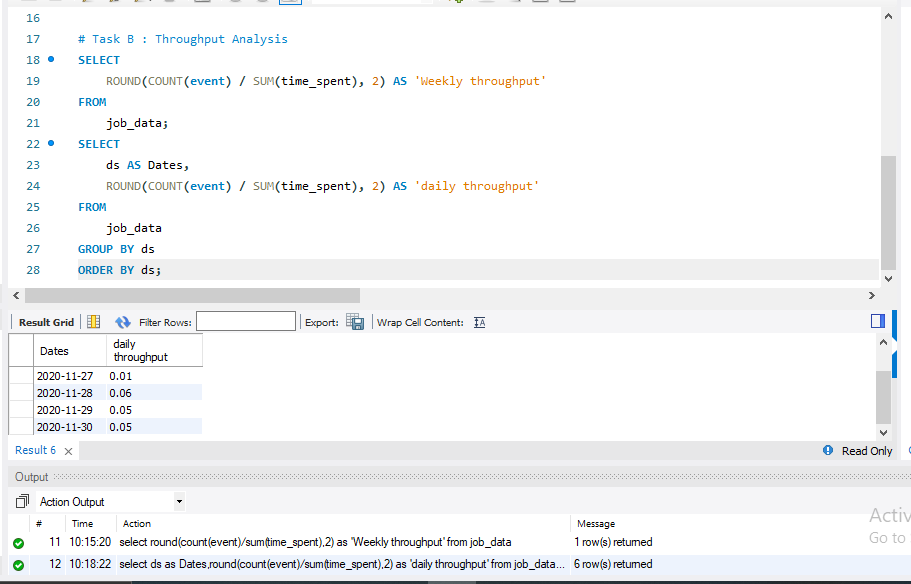 16
17 # Task B : Throughput Analysis
18 SELECT
19 ROUND(COUNT(event) / SUM(time_spent), 2) AS 'Weekly throughput'
20 FROM
21 job_data;
22 SELECT
23 ds AS Dates,
24 ROUND(COUNT(event) / SUM(time_spent), 2) AS 'daily throughput'
25 FROM
26 job_data
27 GROUP BY ds
28 ORDER BY ds;
Result Grid Filter Rows: Export: Wrap Cell Content:
Dates daily
throughput
2020-11-27 0.01
2020-11-28 0.06
2020-11-29 0.05
2020-11-30 0.05
Result 6 Read Only
Output
Action Output
# Time Action Message
11 10:15:20 select round(count(event)/sum(time_spent),2) as 'Weekly throughput' from job_data 1 row(s) returned
12 10:18:22 select ds as Dates,round(count(event)/sum(time_spent),2) as 'daily throughput' from job_data... 6 row(s) returned
Activ
Go to